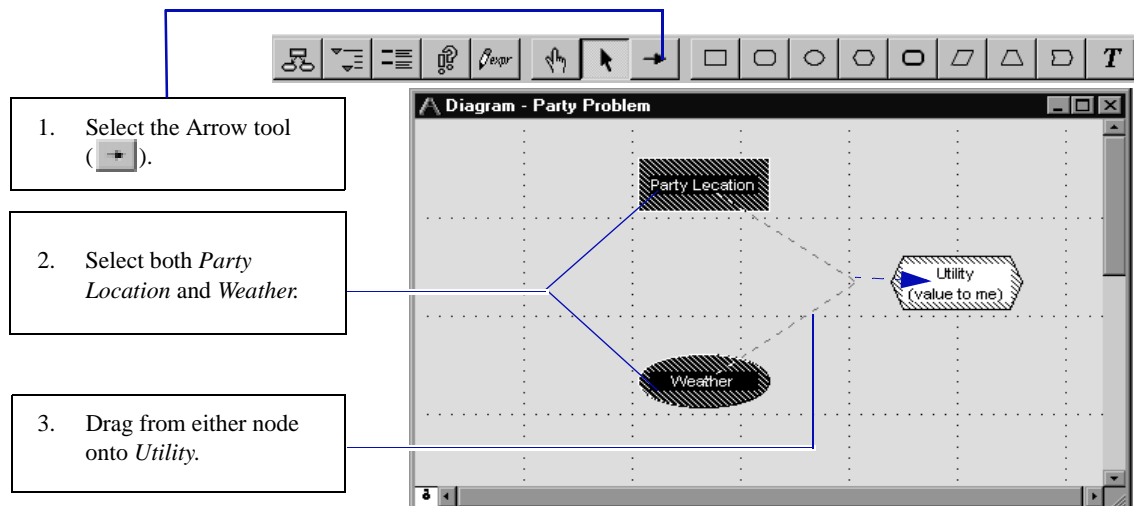 expr
T
1. Select the Arrow tool
( ).
2. Select both Party
Location and Weather.
3. Drag from either node
onto Utility.
Diagram - Party Problem
Party Location
Utility
(value to me)
Weather